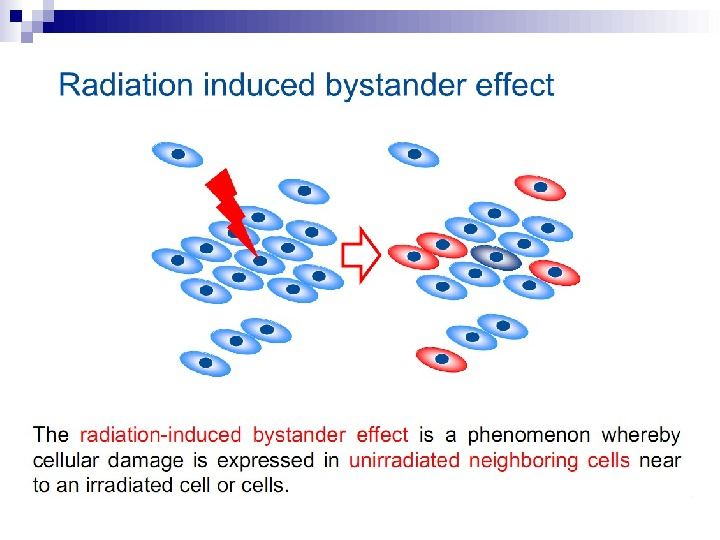 Radiation induced bystander effect
The radiation-induced bystander effect is a phenomenon whereby
cellular damage is expressed in unirradiated neighboring cells near
to an irradiated cell or cells.